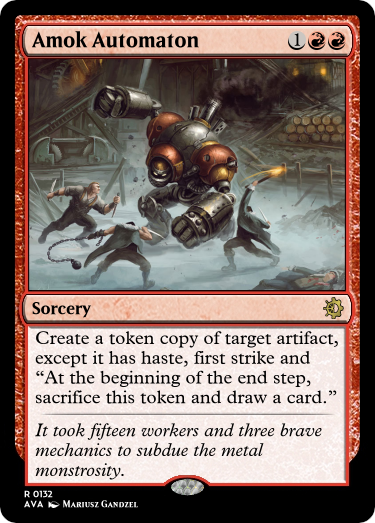 Amok Automaton 1
Sorcery
Create a token copy of target artifact,
except it has haste, first strike and
“At the beginning of the end step,
sacrifice this token and draw a card.”
It took fifteen workers and three brave
mechanics to subdue the metal
monstrosity.
R 0132
AVA Mariusz Gandzel